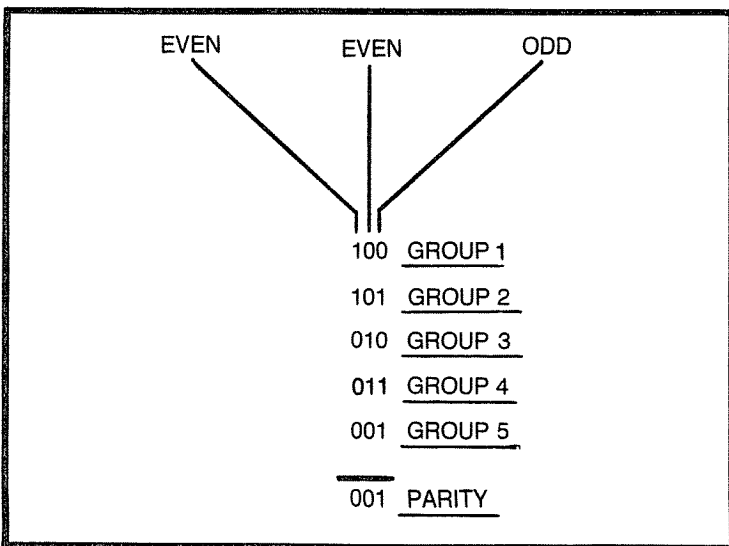 EVEN EVEN ODD
100 GROUP 1
101 GROUP 2
010 GROUP 3
011 GROUP 4
001 GROUP 5
001 PARITY